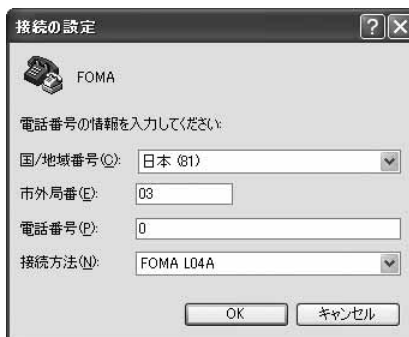 接続の設定
FOMA
電話番号の情報を入力してください:
国/地域番号(C): 日本 (81)
市外局番(E): 03
電話番号(P): 0
接続方法(N): FOMA L04A
OK キャンセル